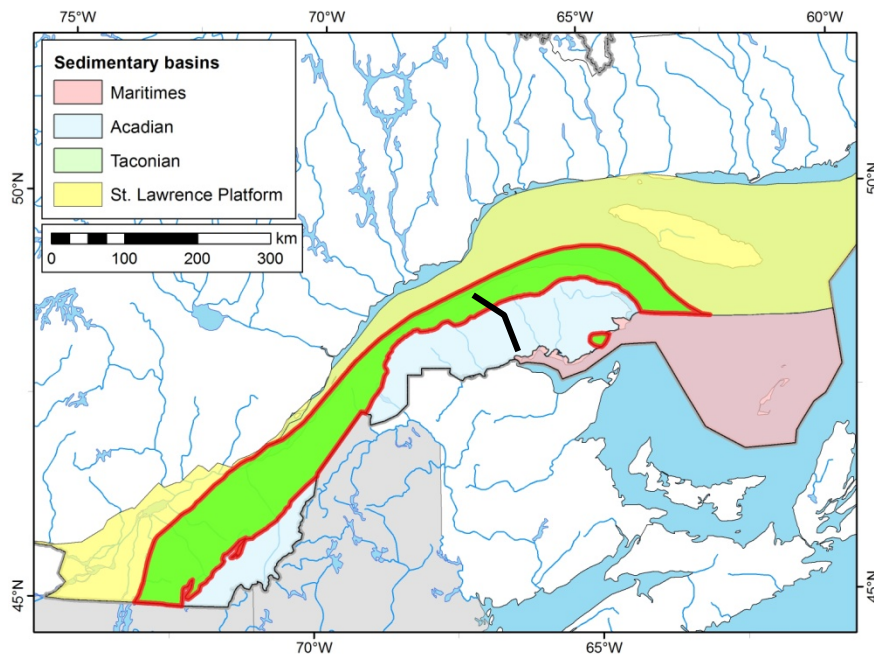 75°W 70°W 65°W 60°W
Sedimentary basins
Maritimes
Acadian
Taconian
St. Lawrence Platform
km
0 100 200 300
50°N 50°N
45°N 45°N
70°W 65°W